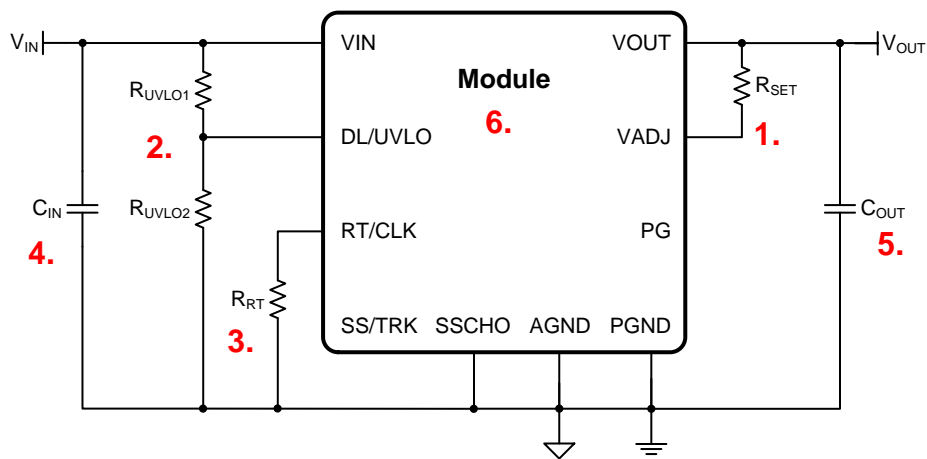 VIN
VIN
VOUT
VOUT
RUVLO1
Module
RSET
2.
DL/UVLO
6.
VADJ
1.
CIN
RUVLO2
RT/CLK
PG
COUT
4.
5.
RRT
3.
SS/TRK
SSCHO
AGND
PGND